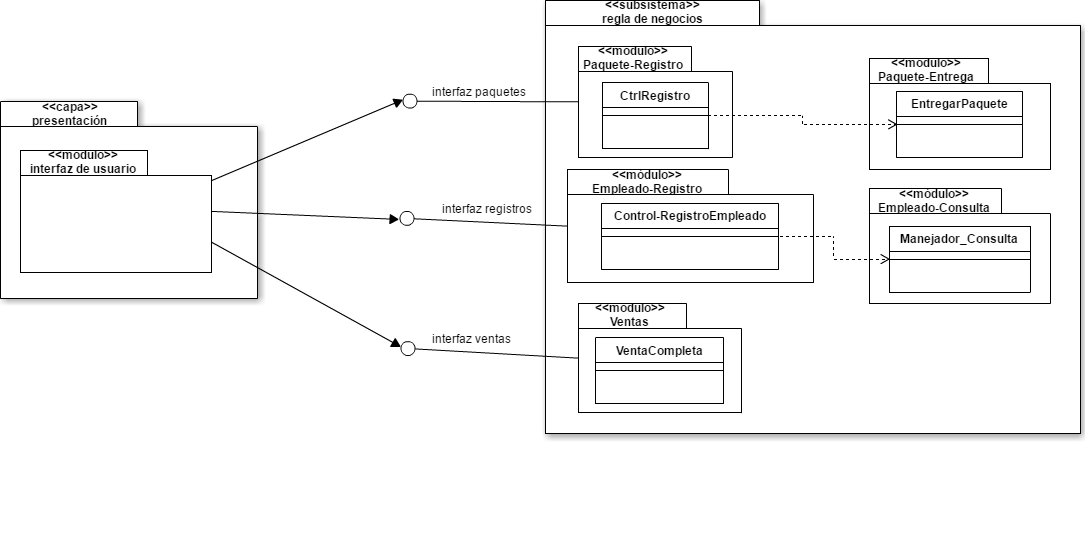 <<capa>>
presentación
<<modulo>>
interfaz de usuario
interfaz paquetes
interfaz registros
interfaz ventas
<<subsistema>>
regla de negocios
<<modulo>>
Paquete-Registro
CtrlRegistro
<<modulo>>
Paquete-Entrega
EntregarPaquete
<<módulo>>
Empleado-Registro
Control-RegistroEmpleado
<<módulo>>
Empleado-Consulta
Manejador_Consulta
<<modulo>>
Ventas
VentaCompleta